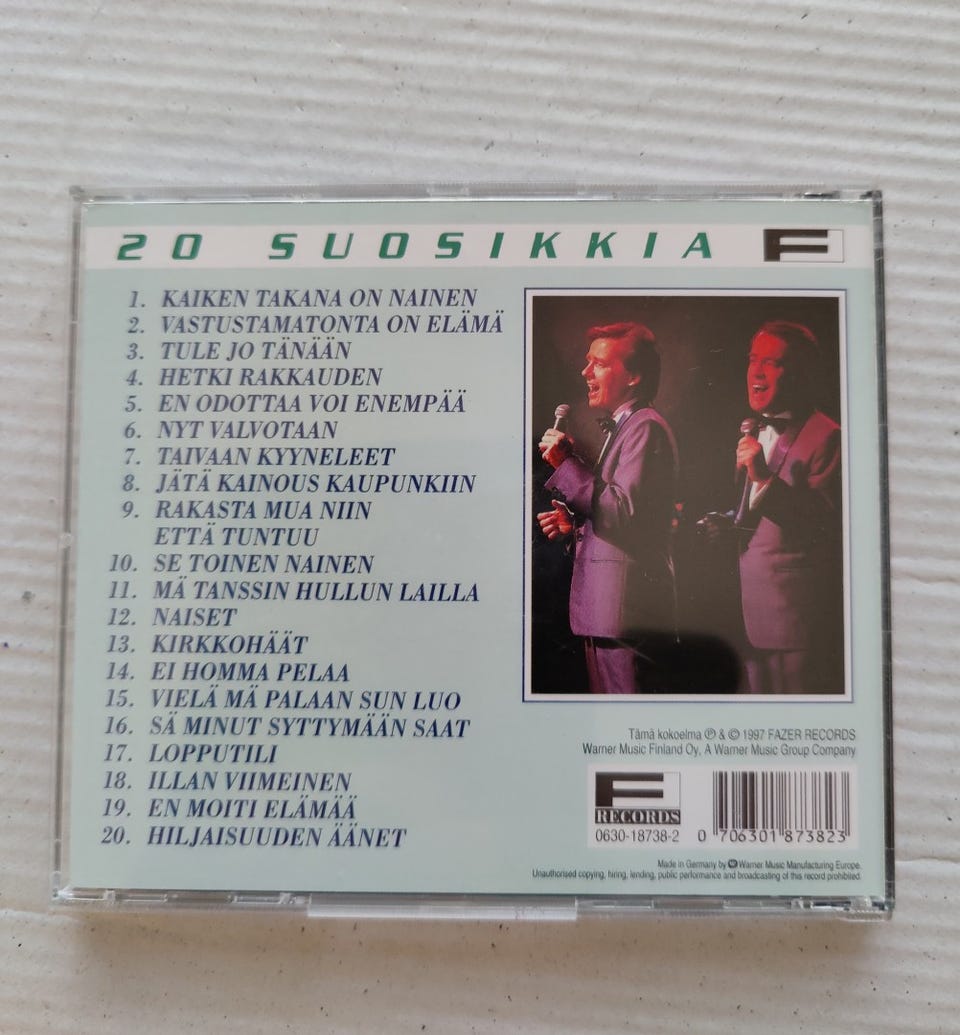 20 SUOSIKKIA F
1. KAIKEN TAKANA ON NAINEN
2. VASTUSTAMATONTA ON ELÄMÄ
3. TULE JO TÄNÄÄN
4. HETKI RAKKAUDEN
5. EN ODOTTAA VOI ENEMPÄÄ
6. NYT VALVOTAAN
7. TAIVAAN KYYNELEET
8. JÄTÄ KAINOUS KAUPUNKIIN
9. RAKASTA MUA NIIN
ETTÄ TUNTUU
10. SE TOINEN NAINEN
11. MÄ TANSSIN HULLUN LAILLA
12. NAISET
13. KIRKKOHÄÄT
14. EI HOMMA PELAA
15. VIELÄ MÄ PALAAN SUN LUO
16. SÄ MINUT SYTTYMÄÄN SAAT
17. LOPPUTILI
18. ILLAN VIIMEINEN
19. EN MOITI ELÄMÄÄ
20. HILJAISUUDEN ÄÄNET
Tämä kokoelma ℗ & © 1997 FAZER RECORDS
Warner Music Finland Oy, A Warner Music Group Company
F
RECORDS
0630-18738-2
0 706301 873823
Made in Germany by Warner Music Manufacturing Europe.
Unauthorised copying, hiring, lending, public performance and broadcasting of this record prohibited.